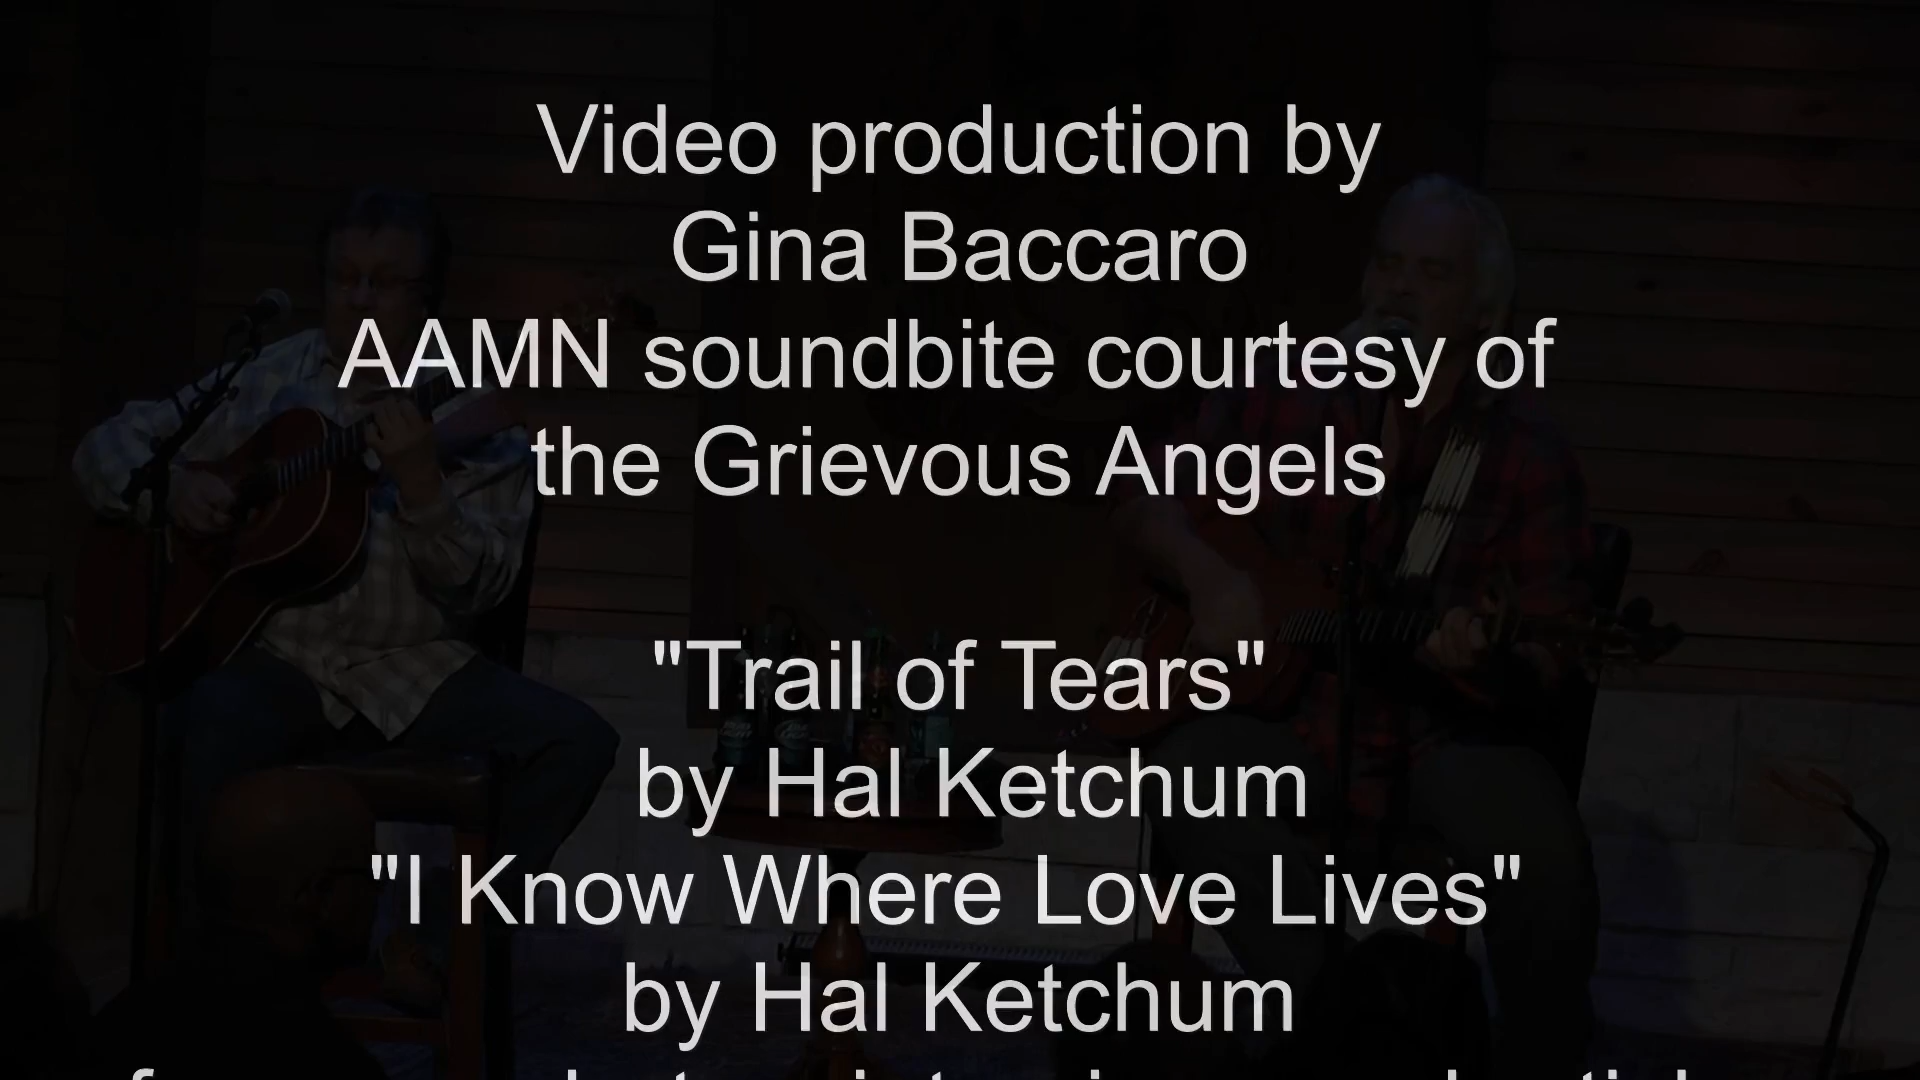 Video production by
Gina Baccaro
AAMN soundbite courtesy of
the Grievous Angels
"Trail of Tears"
by Hal Ketchum
"I Know Where Love Lives"
by Hal Ketchum